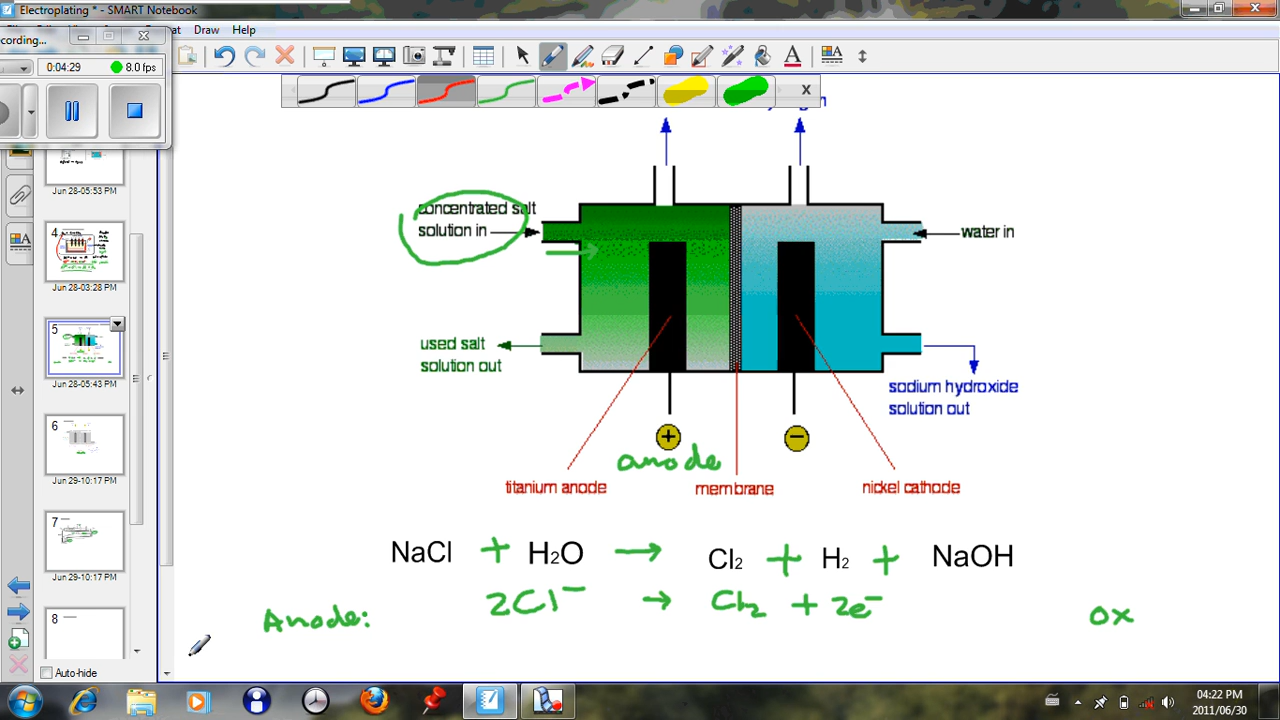 Electroplating * - SMART Notebook
cording...
Draw Help
0:04:29 8.0 fps
Jun 28-05:53 PM
4
Jun 28-03:28 PM
5
Jun 28-05:43 PM
6
Jun 29-10:17 PM
7
Jun 29-10:17 PM
8
Auto-hide
concentrated salt
solution in
water in
used salt
solution out
sodium hydroxide
solution out
+
−
anode
titanium anode
membrane
nickel cathode
NaCl + H2O → Cl2 + H2 + NaOH
Anode: 2Cl⁻ → Cl2 + 2e⁻ ox
04:22 PM
2011/06/30